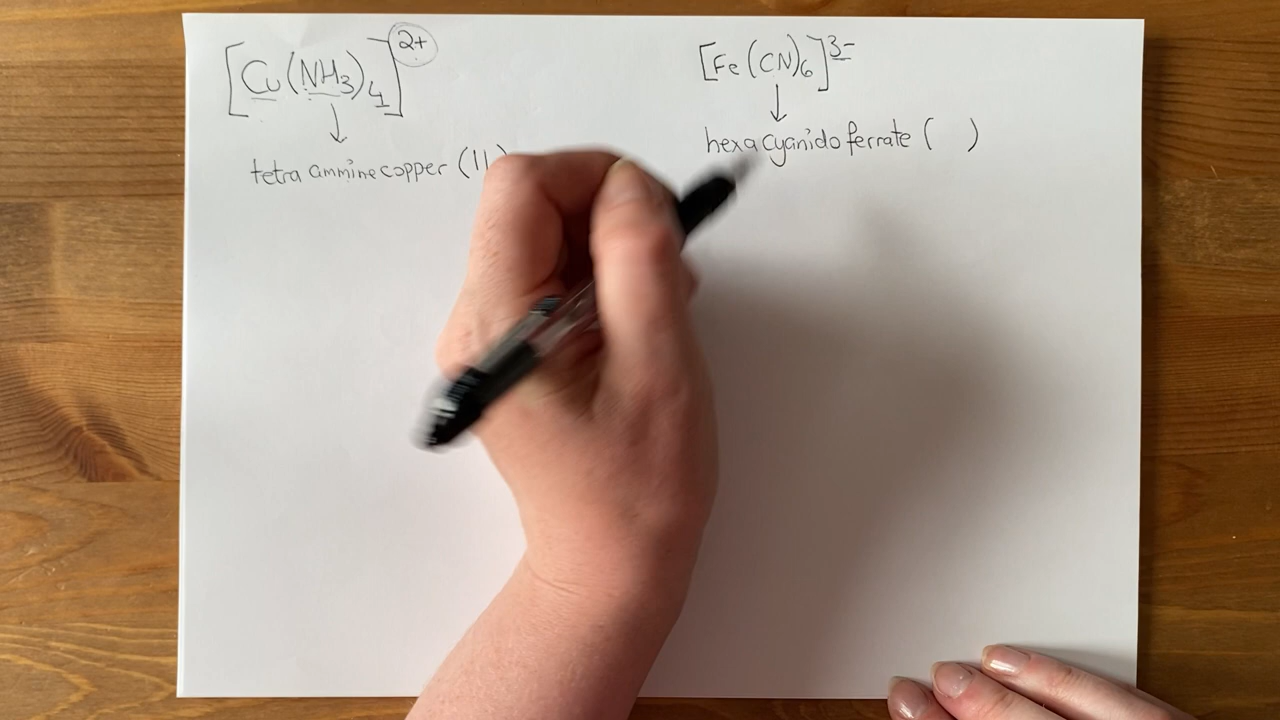 [Cu(NH₃)₄]²⁺
tetra ammine copper (II)
[Fe(CN)₆]³⁻
hexa cyanido ferrate ( )